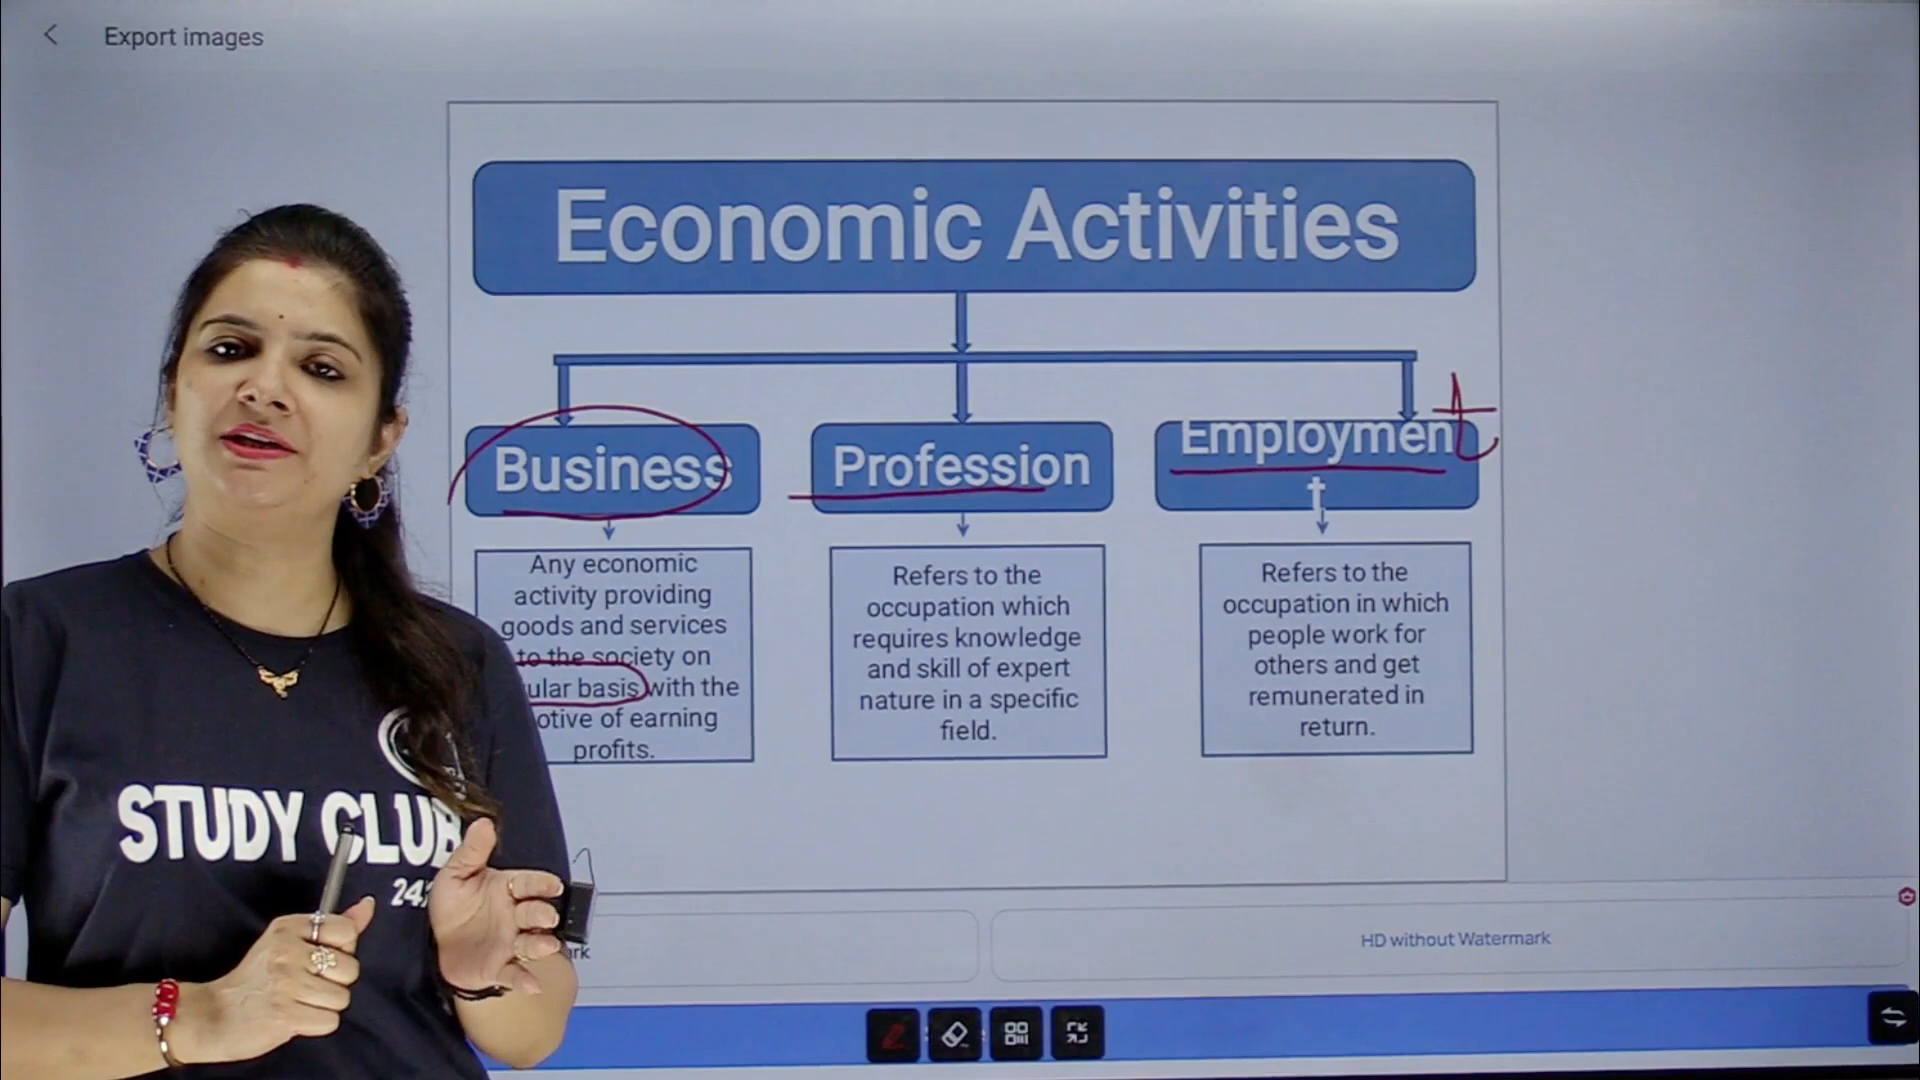 Export images
Economic Activities
Business
Profession
Employmen
t
t
Any economic
activity providing
goods and services
to the society on
ular basis with the
otive of earning
profits.
Refers to the
occupation which
requires knowledge
and skill of expert
nature in a specific
field.
Refers to the
occupation in which
people work for
others and get
remunerated in
return.
STUDY CLUB
247
rk
HD without Watermark